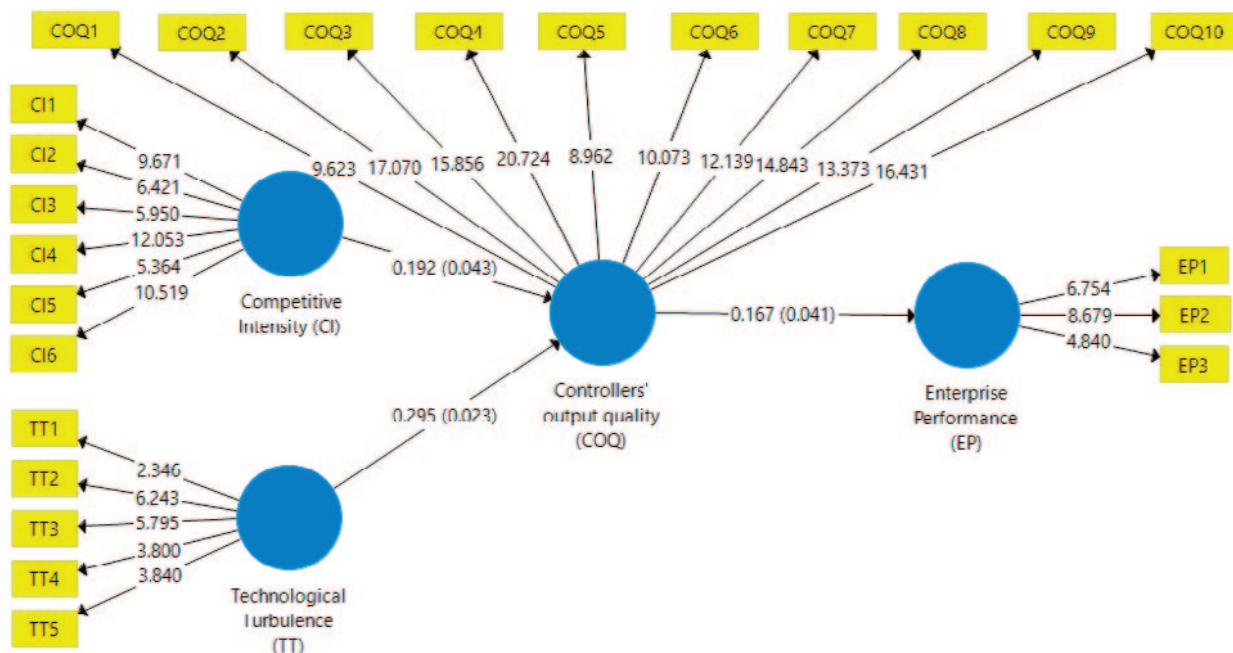 COQ1 COQ2 COQ3 COQ4 COQ5 COQ6 COQ7 COQ8 COQ9 COQ10
CI1
CI2
CI3
CI4
CI5
CI6
9.671
6.421
5.950
12.053
5.364
10.519
9.623 17.070 15.856 20.724 8.962 10.073 12.139 14.843 13.373 16.431
Competitive
Intensity (CI)
0.192 (0.043)
Controllers'
output quality
(COQ)
0.167 (0.041)
Enterprise
Performance
(EP)
6.754
8.679
4.840
EP1
EP2
EP3
0.295 (0.023)
TT1
TT2
TT3
TT4
TT5
2.346
6.243
5.795
3.800
3.840
Technological
Turbulence
(TT)